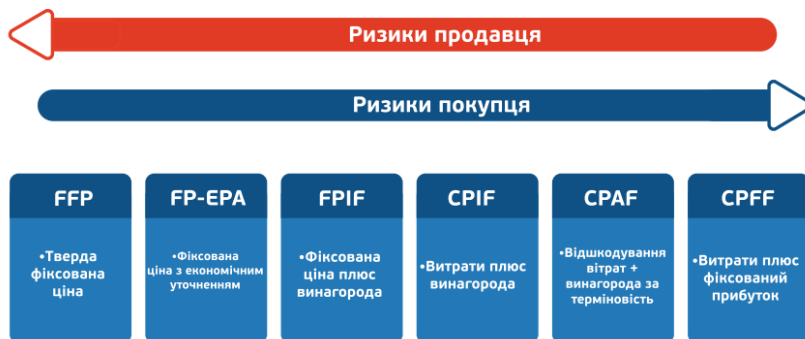 Ризики продавця
Ризики покупця
FFP
•Тверда
фіксована
ціна
FP-EPA
•Фіксована
ціна з економічним
уточненням
FPIF
•Фіксована
ціна плюс
винагорода
CPIF
•Витрати плюс
винагорода
CPAF
•Відшкодування
вітрат +
винагорода за
терміновість
CPFF
•Витрати плюс
фіксований
прибуток